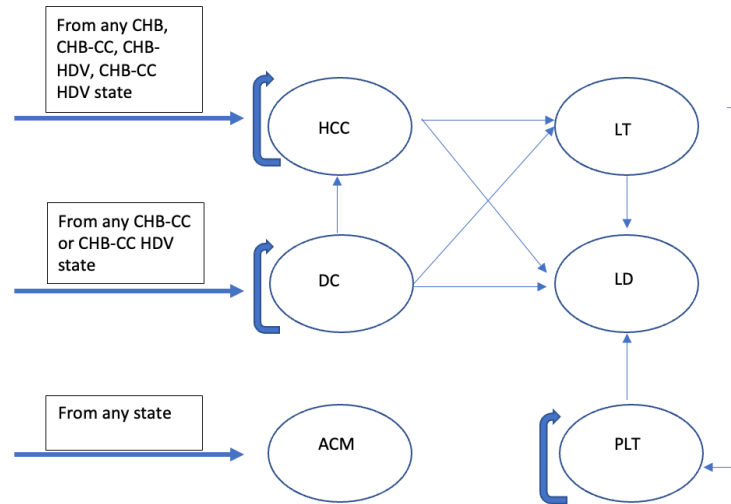 From any CHB,
CHB-CC, CHB-
HDV, CHB-CC
HDV state
HCC
LT
From any CHB-CC
or CHB-CC HDV
state
DC
LD
From any state
ACM
PLT